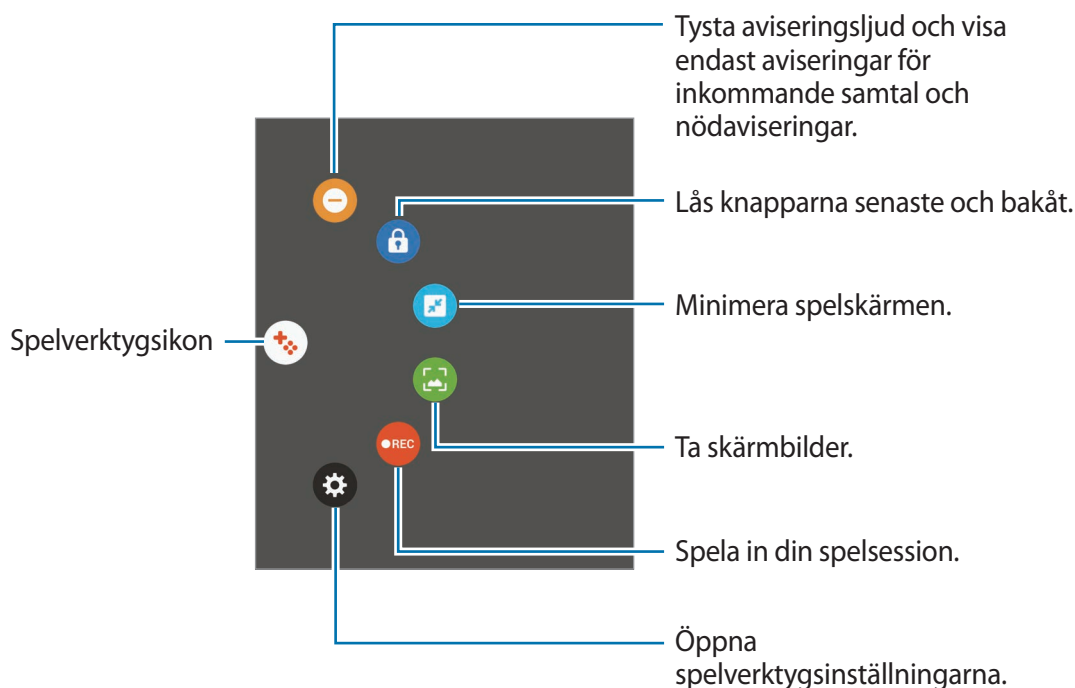 Tysta aviseringsljud och visa
endast aviseringar för
inkommande samtal och
nödaviseringar.
Lås knapparna senaste och bakåt.
Minimera spelskärmen.
Spelverktygsikon
Ta skärmbilder.
REC
Spela in din spelsession.
Öppna
spelverktygsinställningarna.